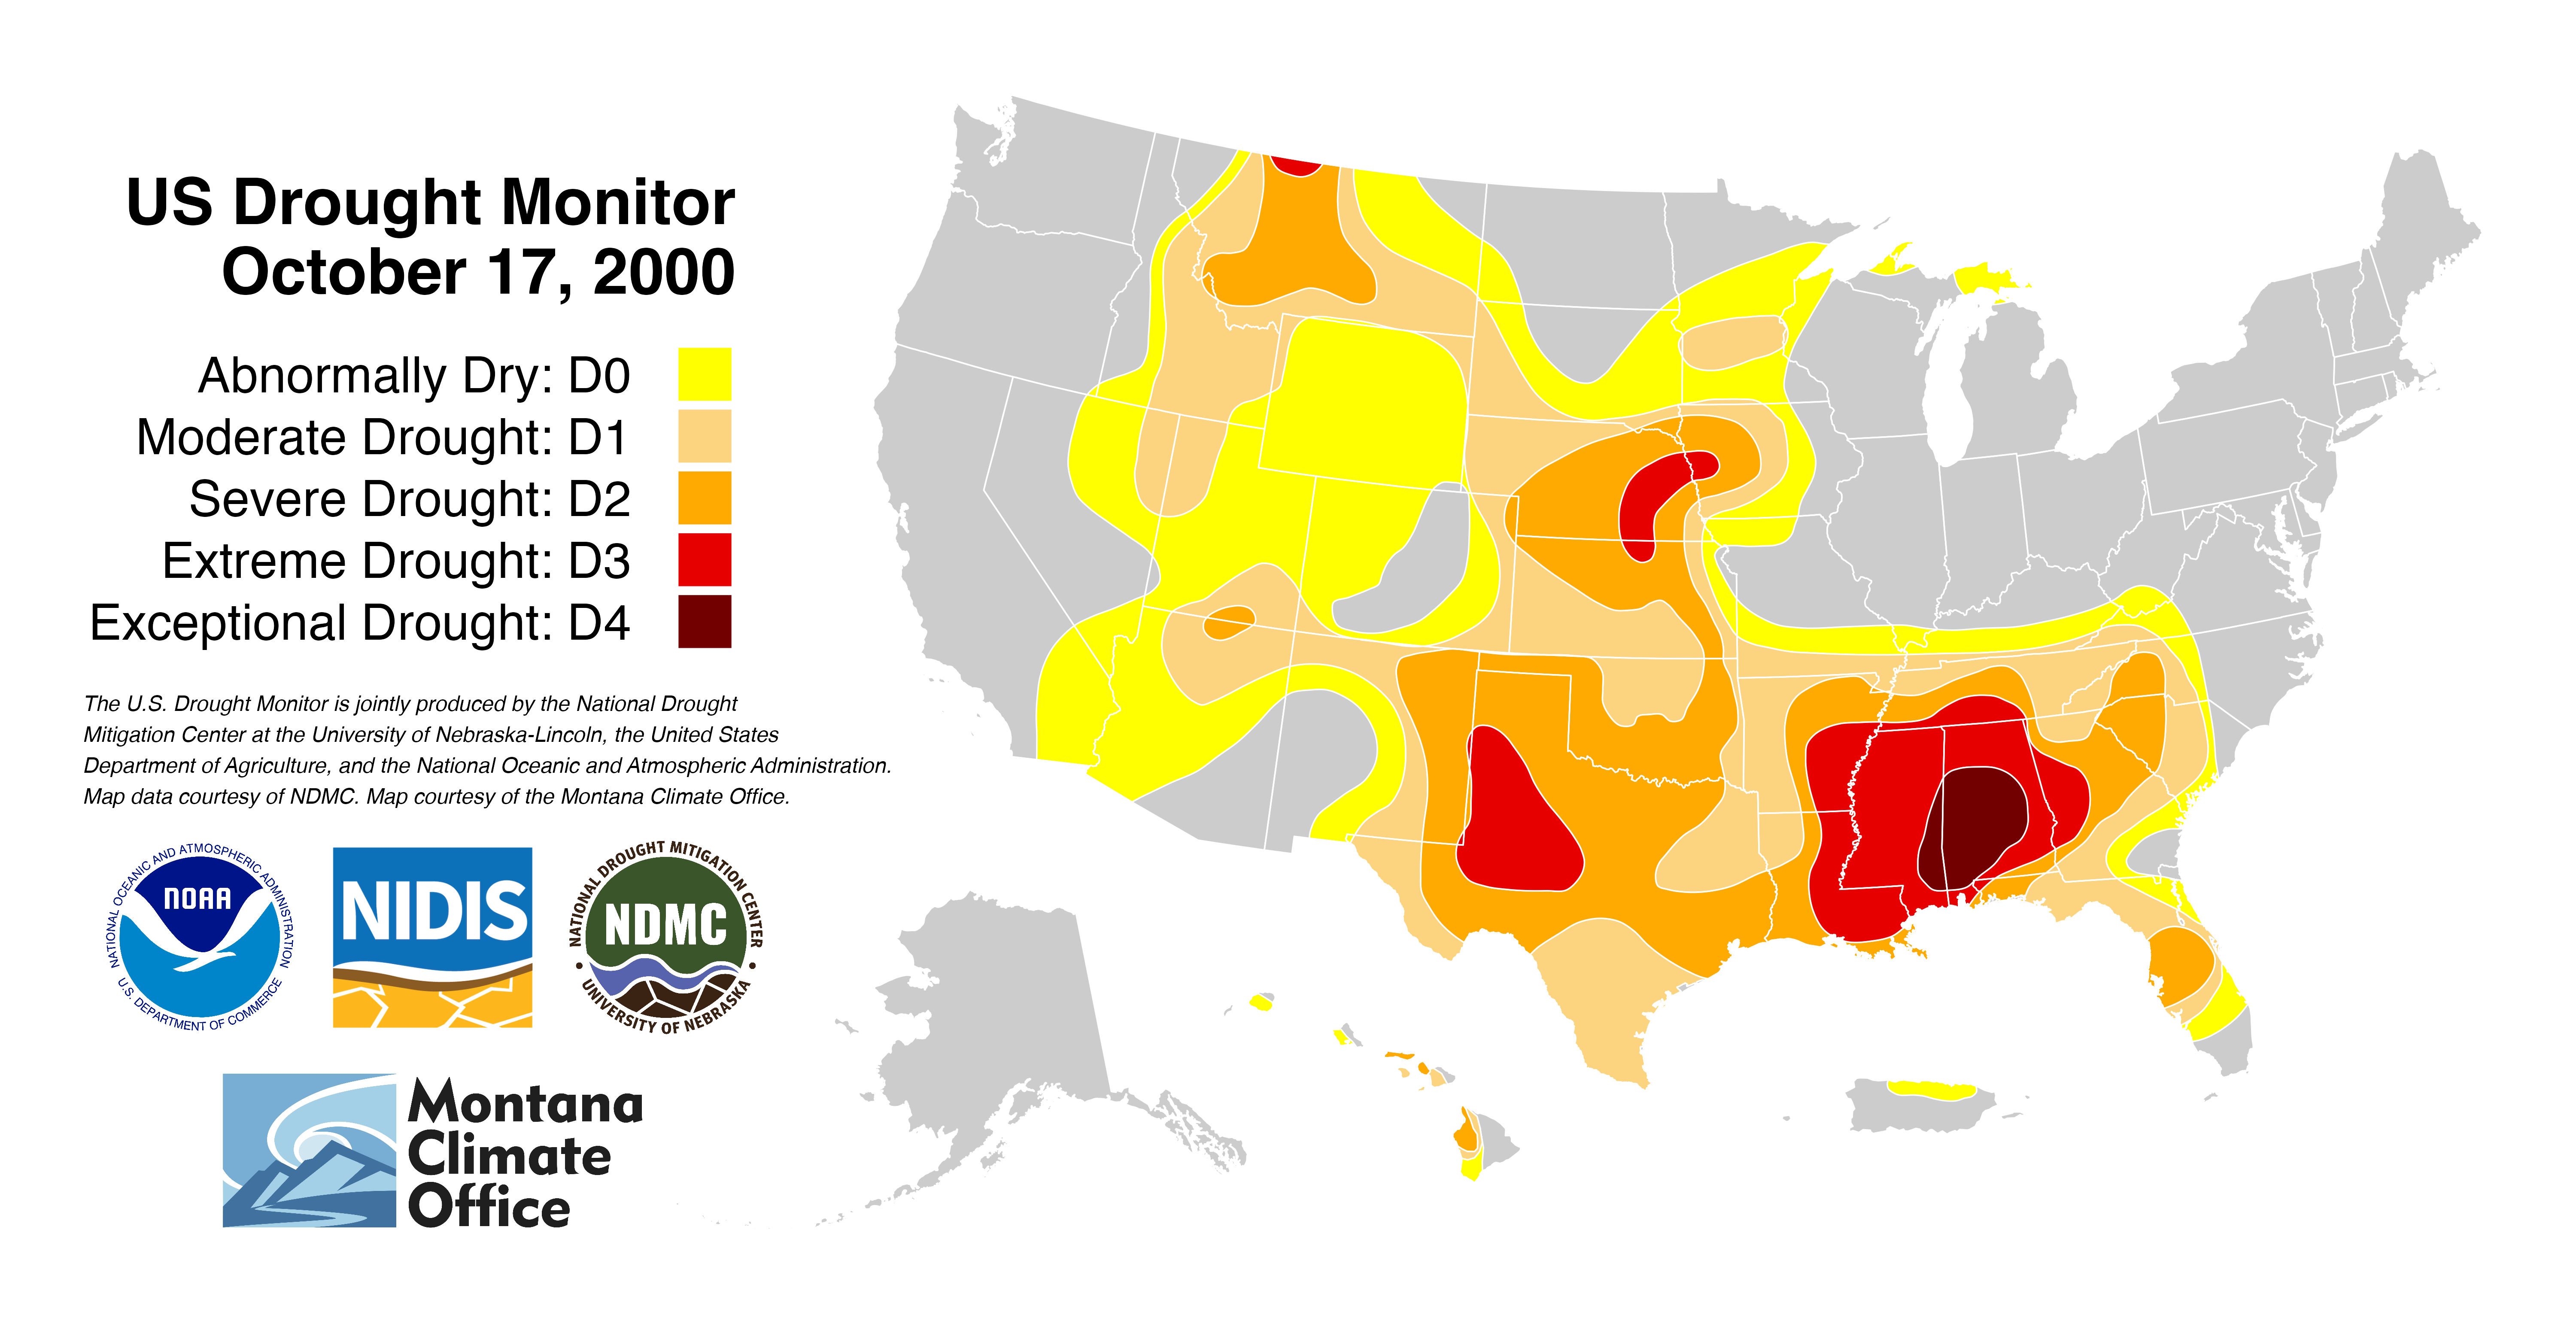 US Drought Monitor
October 17, 2000
Abnormally Dry: D0
Moderate Drought: D1
Severe Drought: D2
Extreme Drought: D3
Exceptional Drought: D4
The U.S. Drought Monitor is jointly produced by the National Drought
Mitigation Center at the University of Nebraska-Lincoln, the United States
Department of Agriculture, and the National Oceanic and Atmospheric Administration.
Map data courtesy of NDMC. Map courtesy of the Montana Climate Office.
NATIONAL OCEANIC AND ATMOSPHERIC ADMINISTRATION
NOAA
U.S. DEPARTMENT OF COMMERCE
NIDIS
NATIONAL DROUGHT MITIGATION CENTER
NDMC
UNIVERSITY OF NEBRASKA
Montana
Climate
Office